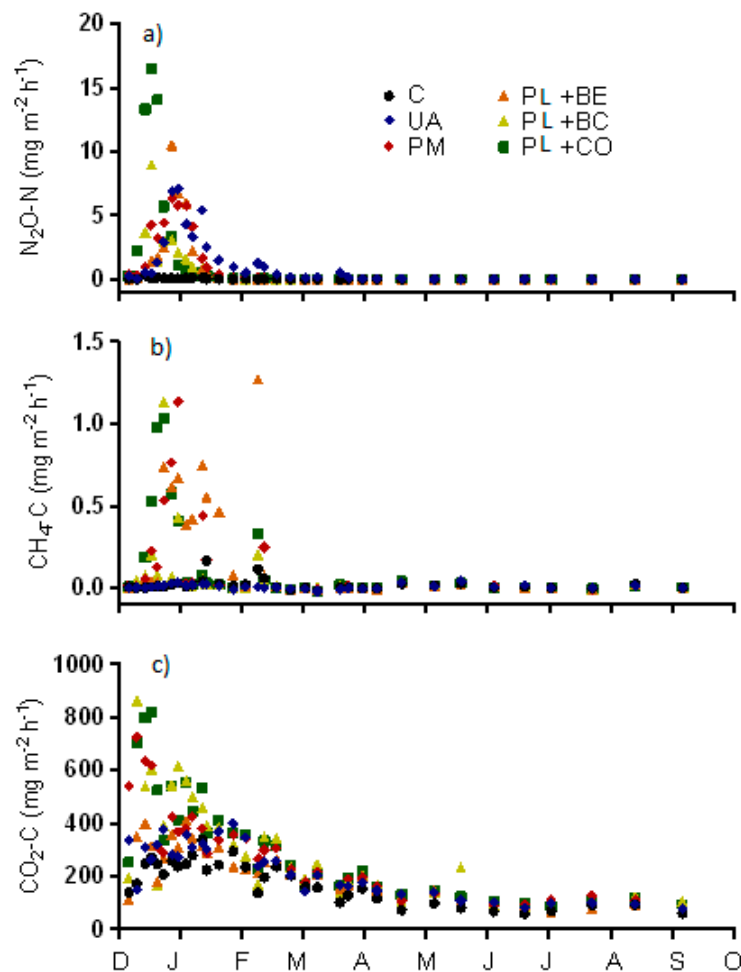 a)
20
15
10
5
0
N₂O-N (mg m⁻² h⁻¹)
C
UA
PM
PL +BE
PL +BC
PL +CO
b)
1.5
1.0
0.5
0.0
CH₄-C (mg m⁻² h⁻¹)
c)
1000
800
600
400
200
0
CO₂-C (mg m⁻² h⁻¹)
D J F M A M J J A S O